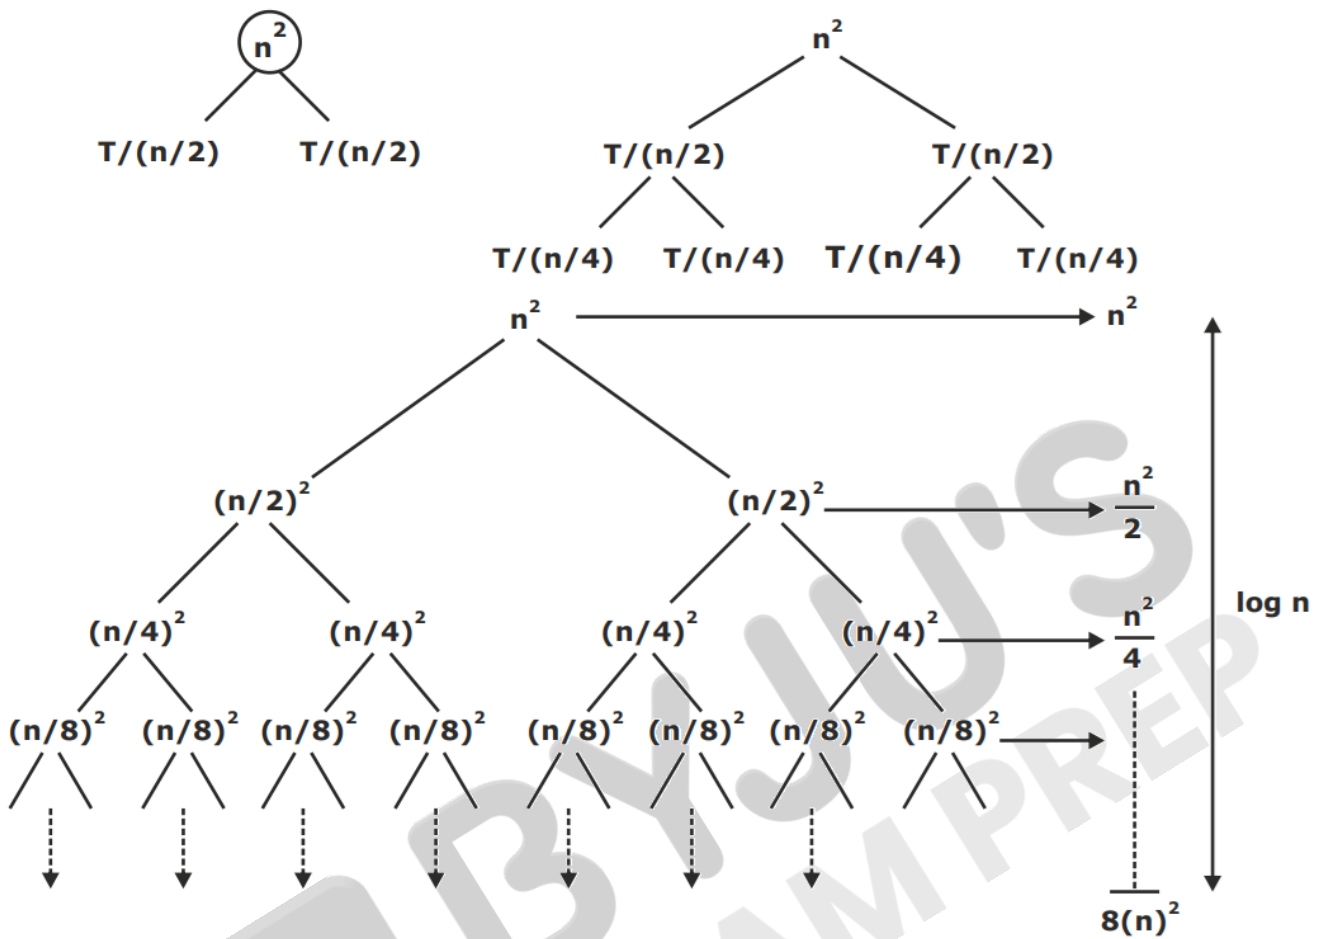 n²
T/(n/2) T/(n/2)
n²
T/(n/2) T/(n/2)
T/(n/4) T/(n/4) T/(n/4) T/(n/4)
n² n²
(n/2)² (n/2)² n²/2
log n
(n/4)² (n/4)² (n/4)² (n/4)² n²/4
(n/8)² (n/8)² (n/8)² (n/8)² (n/8)² (n/8)² (n/8)² (n/8)²
8(n)²
BYJU'S
EXAM PREP